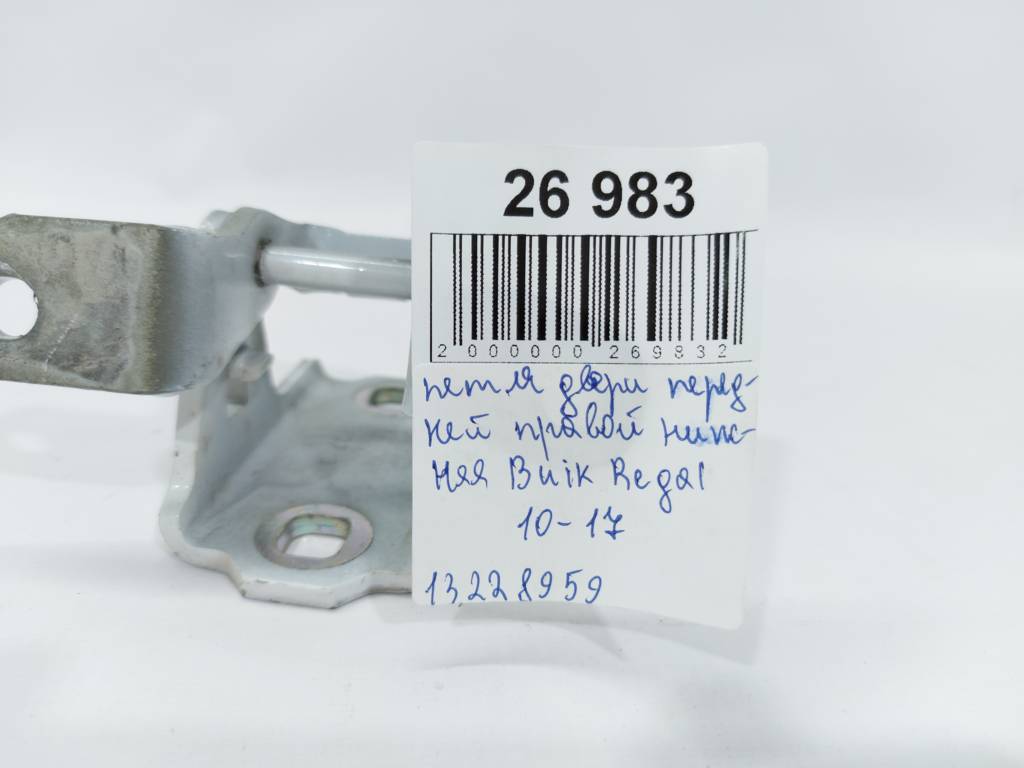 26 983
2 000000 269832
петля двери перед-
ней правой ниж-
няя Buik Regal
10-17
13228959